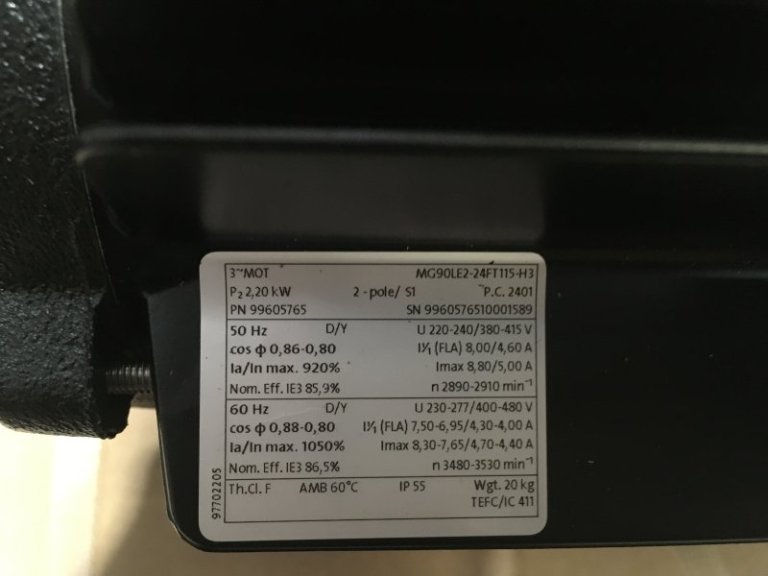 3~MOT MG90LE2-24FT115-H3
P₂ 2,20 kW 2 - pole/ S1 P.C. 2401
PN 99605765 SN 9960576510001589
50 Hz D/Y U 220-240/380-415 V
cos φ 0,86-0,80 I1/1 (FLA) 8,00/4,60 A
Ia/In max. 920% Imax 8,80/5,00 A
Nom. Eff. IE3 85,9% n 2890-2910 min⁻¹
60 Hz D/Y U 230-277/400-480 V
cos φ 0,88-0,80 I1/1 (FLA) 7,50-6,95/4,30-4,00 A
Ia/In max. 1050% Imax 8,30-7,65/4,70-4,40 A
Nom. Eff. IE3 86,5% n 3480-3530 min⁻¹
Th.Cl. F AMB 60°C IP 55 Wgt. 20 kg
TEFC/IC 411
97702205